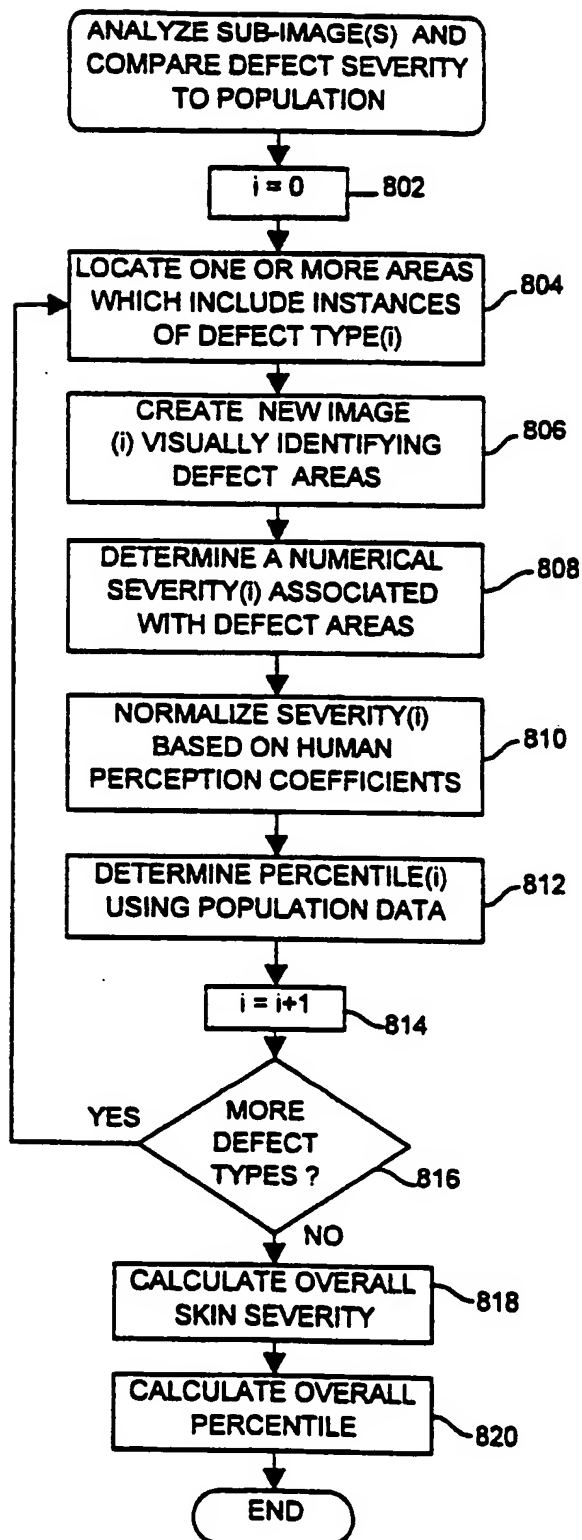 ANALYZE SUB-IMAGE(S) AND
COMPARE DEFECT SEVERITY
TO POPULATION
i = 0
802
LOCATE ONE OR MORE AREAS
WHICH INCLUDE INSTANCES
OF DEFECT TYPE(i)
804
CREATE NEW IMAGE
(i) VISUALLY IDENTIFYING
DEFECT AREAS
806
DETERMINE A NUMERICAL
SEVERITY(i) ASSOCIATED
WITH DEFECT AREAS
808
NORMALIZE SEVERITY(i)
BASED ON HUMAN
PERCEPTION COEFFICIENTS
810
DETERMINE PERCENTILE(i)
USING POPULATION DATA
812
i = i+1
814
YES
MORE
DEFECT
TYPES ?
816
NO
CALCULATE OVERALL
SKIN SEVERITY
818
CALCULATE OVERALL
PERCENTILE
820
END